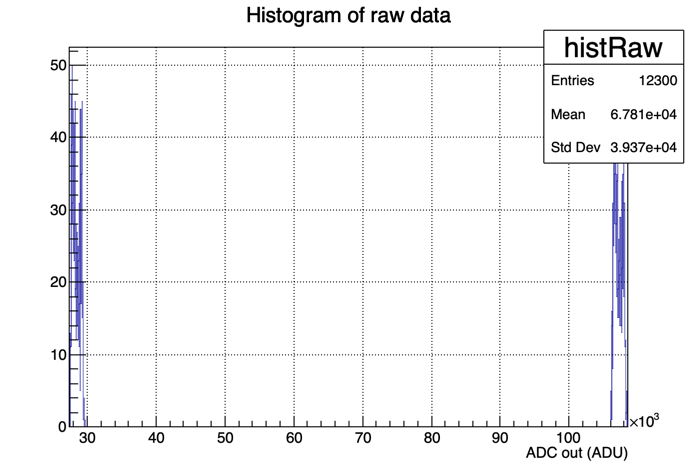 Histogram of raw data
histRaw
Entries 12300
Mean 6.781e+04
Std Dev 3.937e+04
50
40
30
20
10
0
30 40 50 60 70 80 90 100 ×10³
ADC out (ADU)